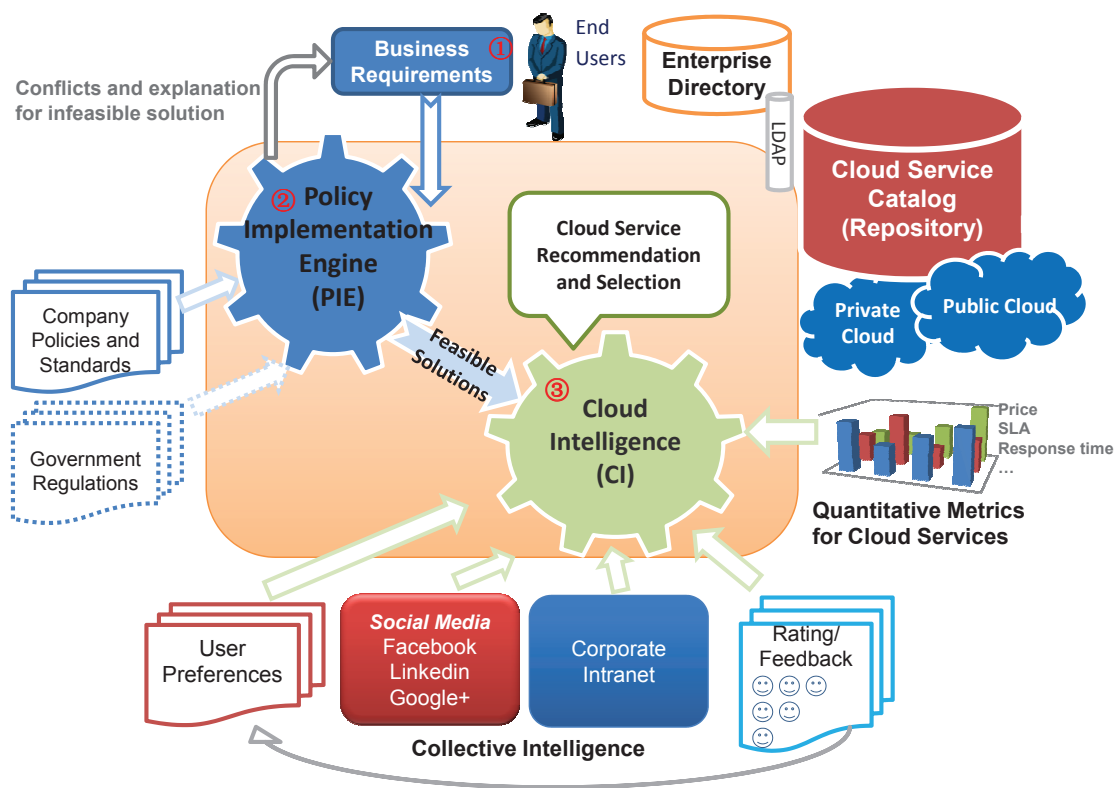 Business
Requirements
①
End
Users
Enterprise
Directory
LDAP
Cloud Service
Catalog
(Repository)
Private
Cloud
Public Cloud
Conflicts and explanation
for infeasible solution
②
Policy
Implementation
Engine
(PIE)
Cloud Service
Recommendation
and Selection
Company
Policies and
Standards
Government
Regulations
Feasible
Solutions
③
Cloud
Intelligence
(CI)
Price
SLA
Response time
...
Quantitative Metrics
for Cloud Services
User
Preferences
Social Media
Facebook
Linkedin
Google+
Corporate
Intranet
Rating/
Feedback
Collective Intelligence